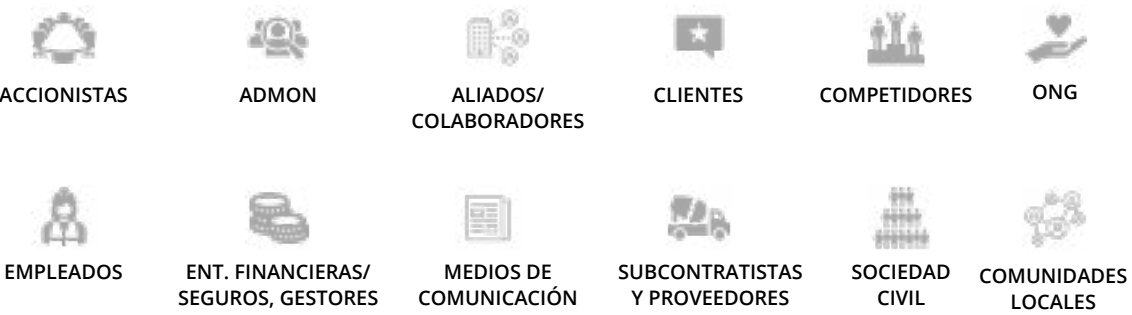 ACCIONISTAS
ADMON
ALIADOS/
COLABORADORES
CLIENTES
COMPETIDORES
ONG
EMPLEADOS
ENT. FINANCIERAS/
SEGUROS, GESTORES
MEDIOS DE
COMUNICACIÓN
SUBCONTRATISTAS
Y PROVEEDORES
SOCIEDAD
CIVIL
COMUNIDADES
LOCALES